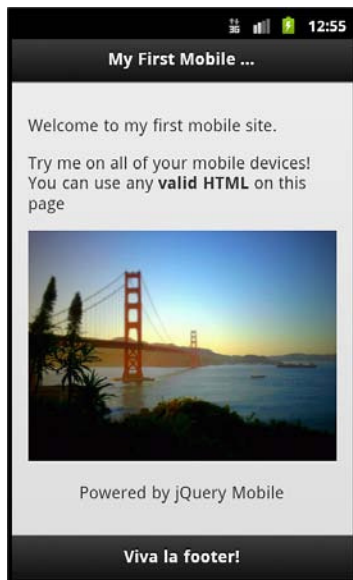 3G 12:55
My First Mobile ...
Welcome to my first mobile site.
Try me on all of your mobile devices!
You can use any valid HTML on this
page
Powered by jQuery Mobile
Viva la footer!